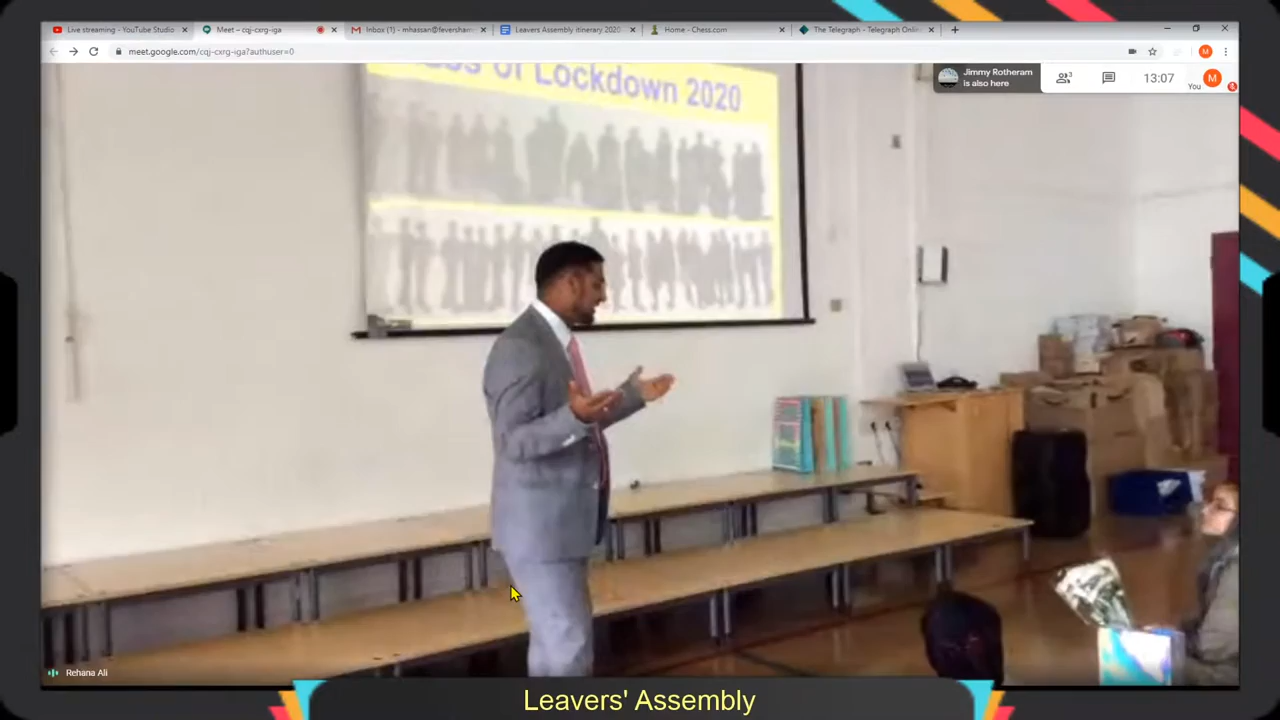 Live streaming - YouTube Studio
Meet – cqj-cxrg-iga
Inbox () - mhassan@feversham
Leavers Assembly itinerary 2020
Home - Chess.com
The Telegraph - Telegraph Onlin
meet.google.com/cqj-cxrg-iga?authuser=0
M
Jimmy Rotheram
is also here
3
13:07
You
M
of Lockdown 2020
Rehana Ali
Leavers' Assembly